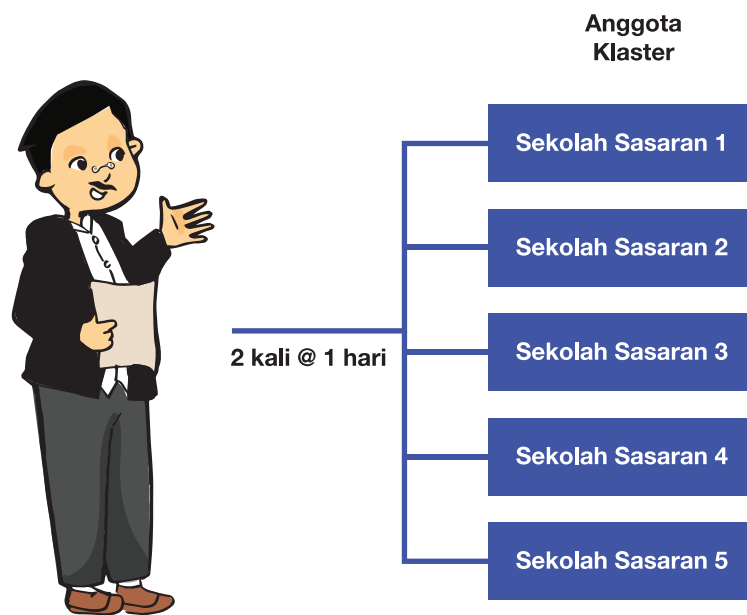 Anggota
Klaster
Sekolah Sasaran 1
Sekolah Sasaran 2
2 kali @ 1 hari
Sekolah Sasaran 3
Sekolah Sasaran 4
Sekolah Sasaran 5